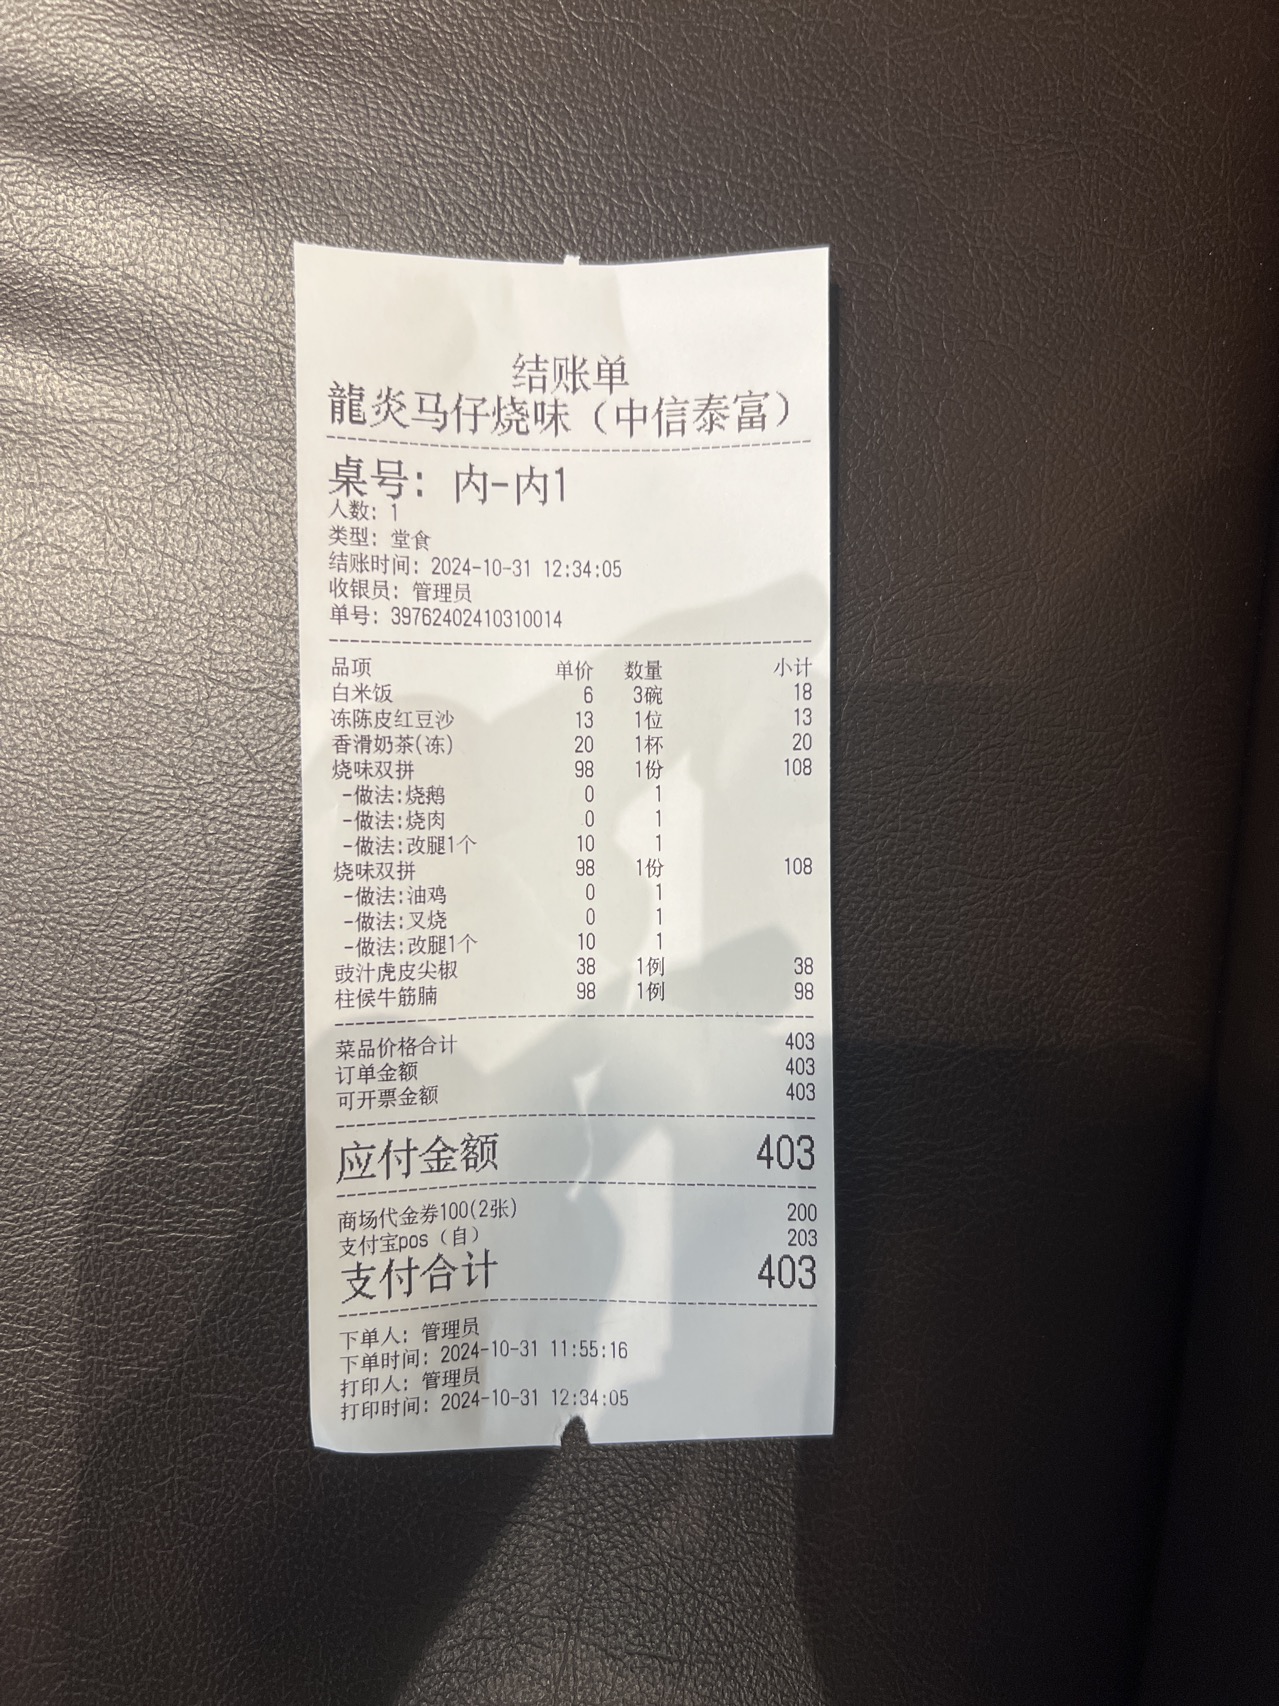 结账单
龍炎马仔烧味（中信泰富）
桌号: 内-内1
人数: 1
类型: 堂食
结账时间: 2024-10-31 12:34:05
收银员: 管理员
单号: 39762402410310014
品项 单价 数量 小计
白米饭 6 3碗 18
冻陈皮红豆沙 13 1位 13
香滑奶茶(冻) 20 1杯 20
烧味双拼 98 1份 108
-做法:烧鹅 0 1
-做法:烧肉 0 1
-做法:改腿1个 10 1
烧味双拼 98 1份 108
-做法:油鸡 0 1
-做法:叉烧 0 1
-做法:改腿1个 10 1
豉汁虎皮尖椒 38 1例 38
柱候牛筋腩 98 1例 98
菜品价格合计 403
订单金额 403
可开票金额 403
应付金额 403
商场代金券100(2张) 200
支付宝pos（自） 203
支付合计 403
下单人: 管理员
下单时间: 2024-10-31 11:55:16
打印人: 管理员
打印时间: 2024-10-31 12:34:05